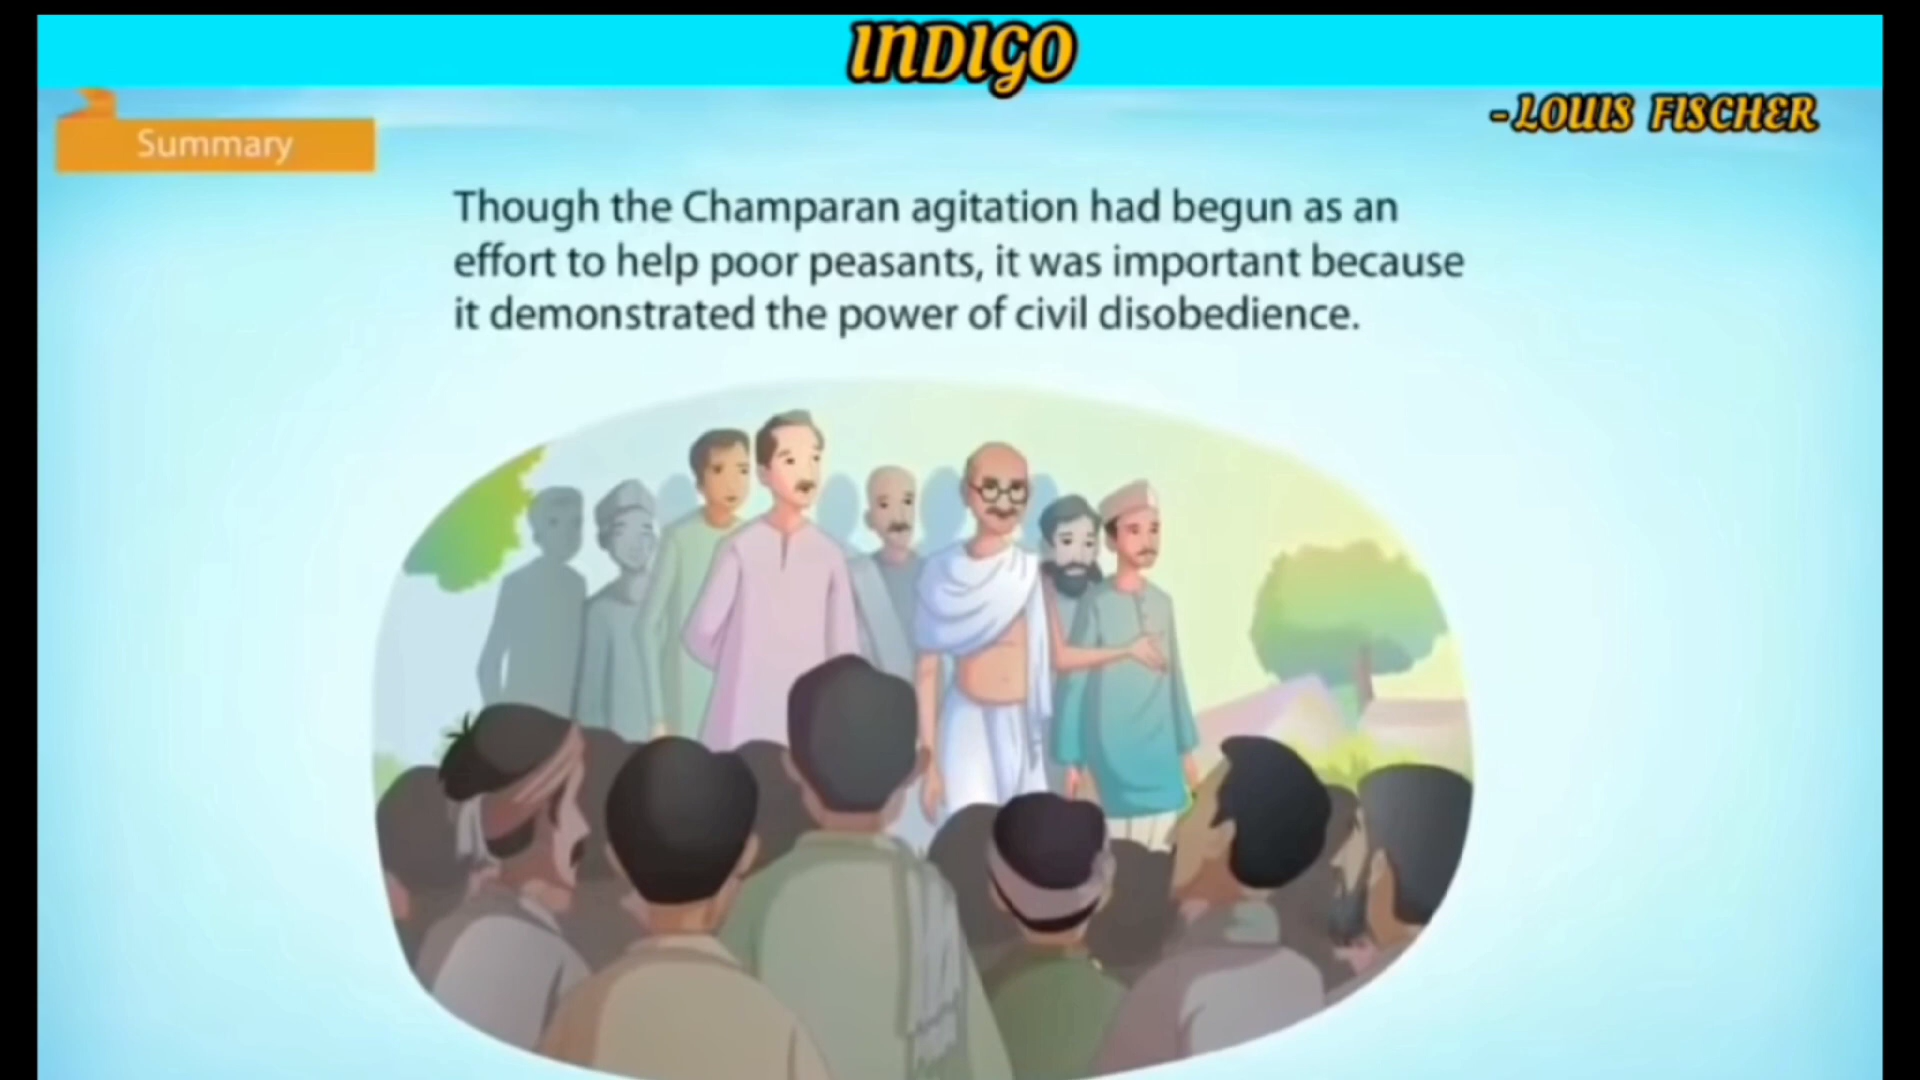 INDIGO
- LOUIS FISCHER
Summary
Though the Champaran agitation had begun as an
effort to help poor peasants, it was important because
it demonstrated the power of civil disobedience.